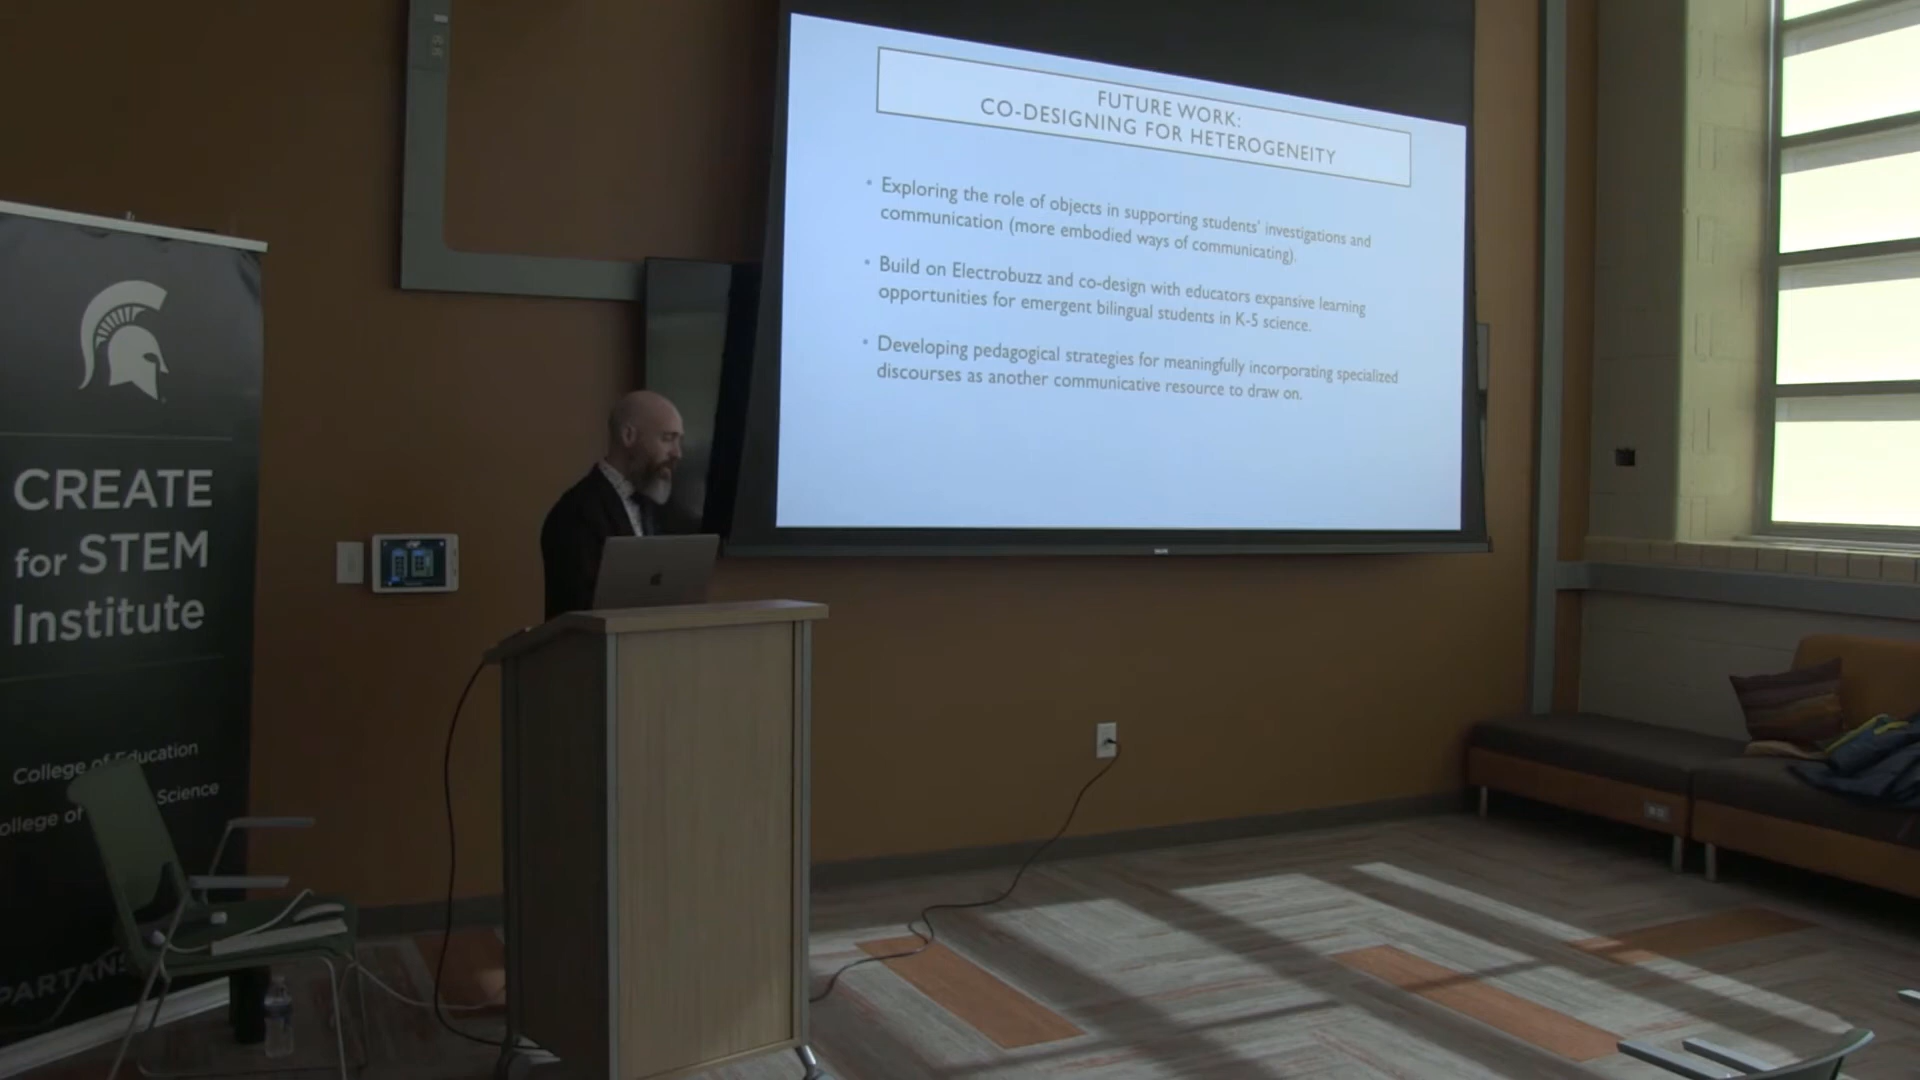 FUTURE WORK:
CO-DESIGNING FOR HETEROGENEITY
• Exploring the role of objects in supporting students' investigations and
communication (more embodied ways of communicating).
• Build on Electrobuzz and co-design with educators expansive learning
opportunities for emergent bilingual students in K-5 science.
• Developing pedagogical strategies for meaningfully incorporating specialized
discourses as another communicative resource to draw on.
CREATE
for STEM
Institute
College of Education
College of Science
SPARTANS